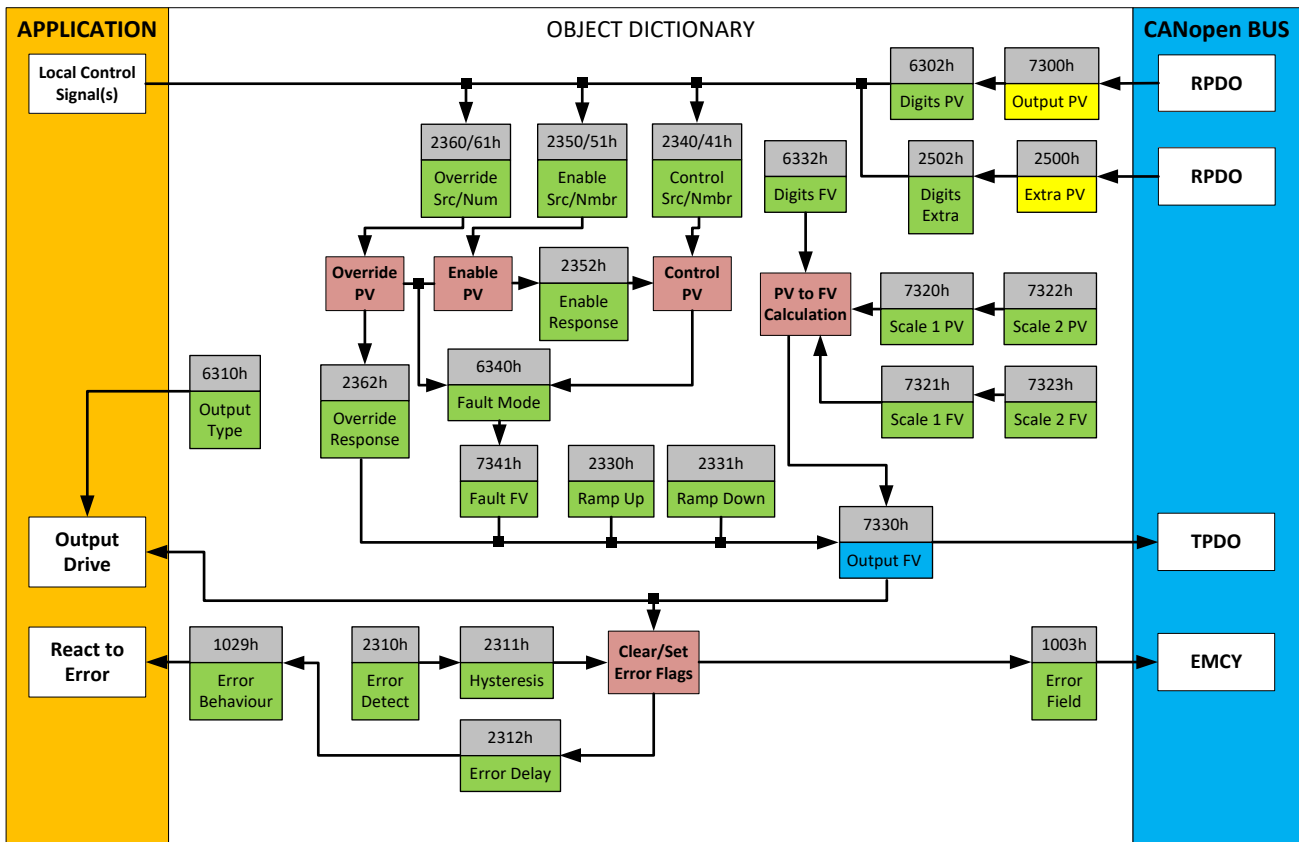 APPLICATION
OBJECT DICTIONARY
CANopen BUS
Local Control
Signal(s)
6302h
Digits PV
7300h
Output PV
RPDO
2360/61h
Override
Src/Num
2350/51h
Enable
Src/Nmbr
2340/41h
Control
Src/Nmbr
6332h
Digits FV
2502h
Digits
Extra
2500h
Extra PV
RPDO
Override
PV
Enable
PV
2352h
Enable
Response
Control
PV
PV to FV
Calculation
7320h
Scale 1 PV
7322h
Scale 2 PV
6310h
Output
Type
2362h
Override
Response
6340h
Fault Mode
7321h
Scale 1 FV
7323h
Scale 2 FV
7341h
Fault FV
2330h
Ramp Up
2331h
Ramp Down
Output
Drive
7330h
Output FV
TPDO
React to
Error
1029h
Error
Behaviour
2310h
Error
Detect
2311h
Hysteresis
Clear/Set
Error Flags
1003h
Error
Field
EMCY
2312h
Error Delay